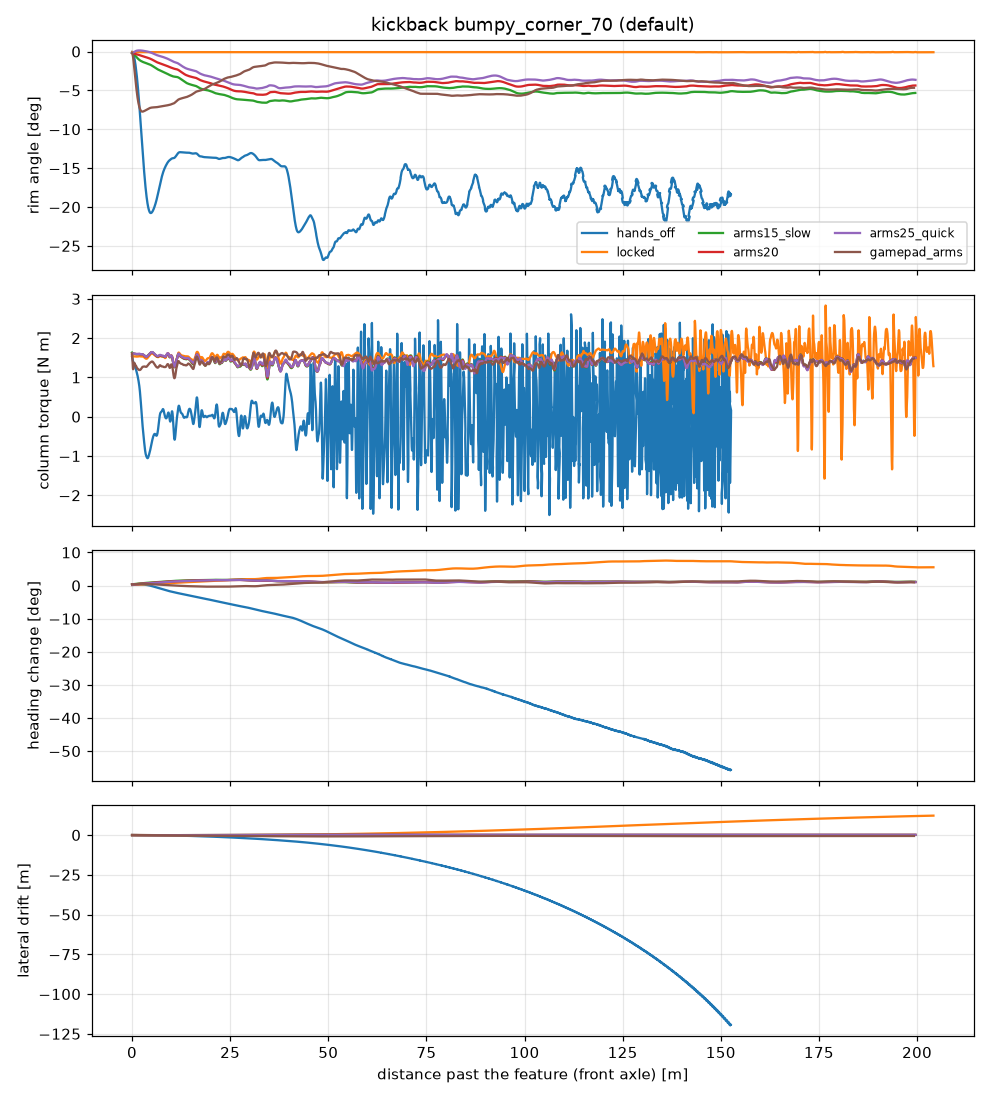 kickback bumpy_corner_70 (default)
rim angle [deg]
0
−5
−10
−15
−20
−25
hands_off
locked
arms15_slow
arms20
arms25_quick
gamepad_arms
column torque [N m]
3
2
1
0
−1
−2
heading change [deg]
10
0
−10
−20
−30
−40
−50
lateral drift [m]
0
−25
−50
−75
−100
−125
0 25 50 75 100 125 150 175 200
distance past the feature (front axle) [m]